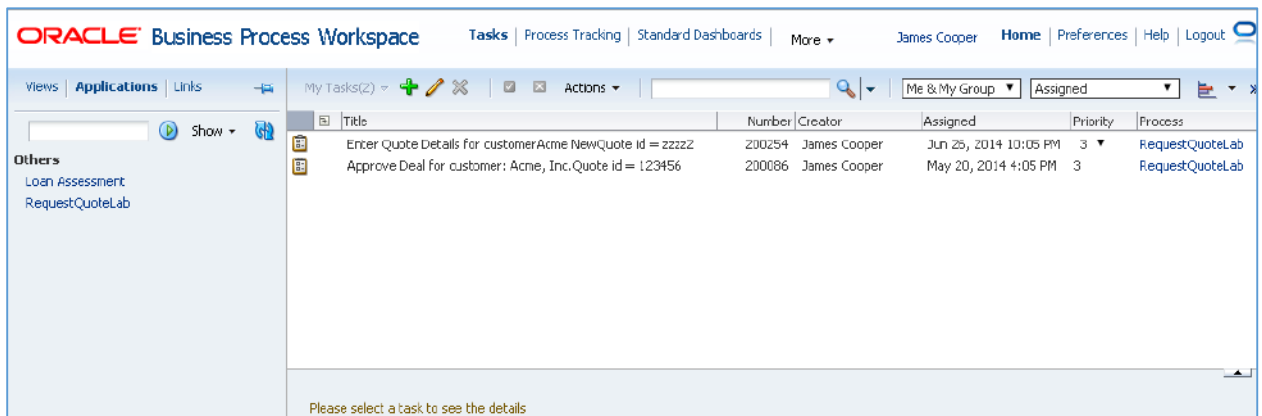 ORACLE Business Process Workspace Tasks | Process Tracking | Standard Dashboards | More James Cooper Home | Preferences | Help | Logout
Views | Applications | Links My Tasks(2) Actions Me & My Group Assigned
Show
Title Number Creator Assigned Priority Process
Enter Quote Details for customerAcme NewQuote id = zzzzz 200254 James Cooper Jun 25, 2014 10:05 PM 3 RequestQuoteLab
Others
Approve Deal for customer: Acme, Inc.Quote id = 123456 200086 James Cooper May 20, 2014 4:05 PM 3 RequestQuoteLab
Loan Assessment
RequestQuoteLab
Please select a task to see the details